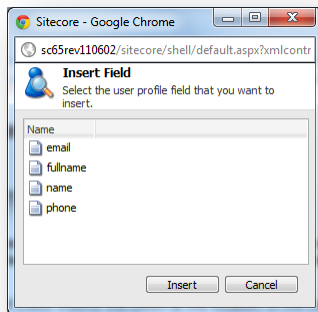 Sitecore - Google Chrome
sc65rev110602/sitecore/shell/default.aspx?xmlcontr
Insert Field
Select the user profile field that you want to
insert.
Name
email
fullname
name
phone
Insert Cancel